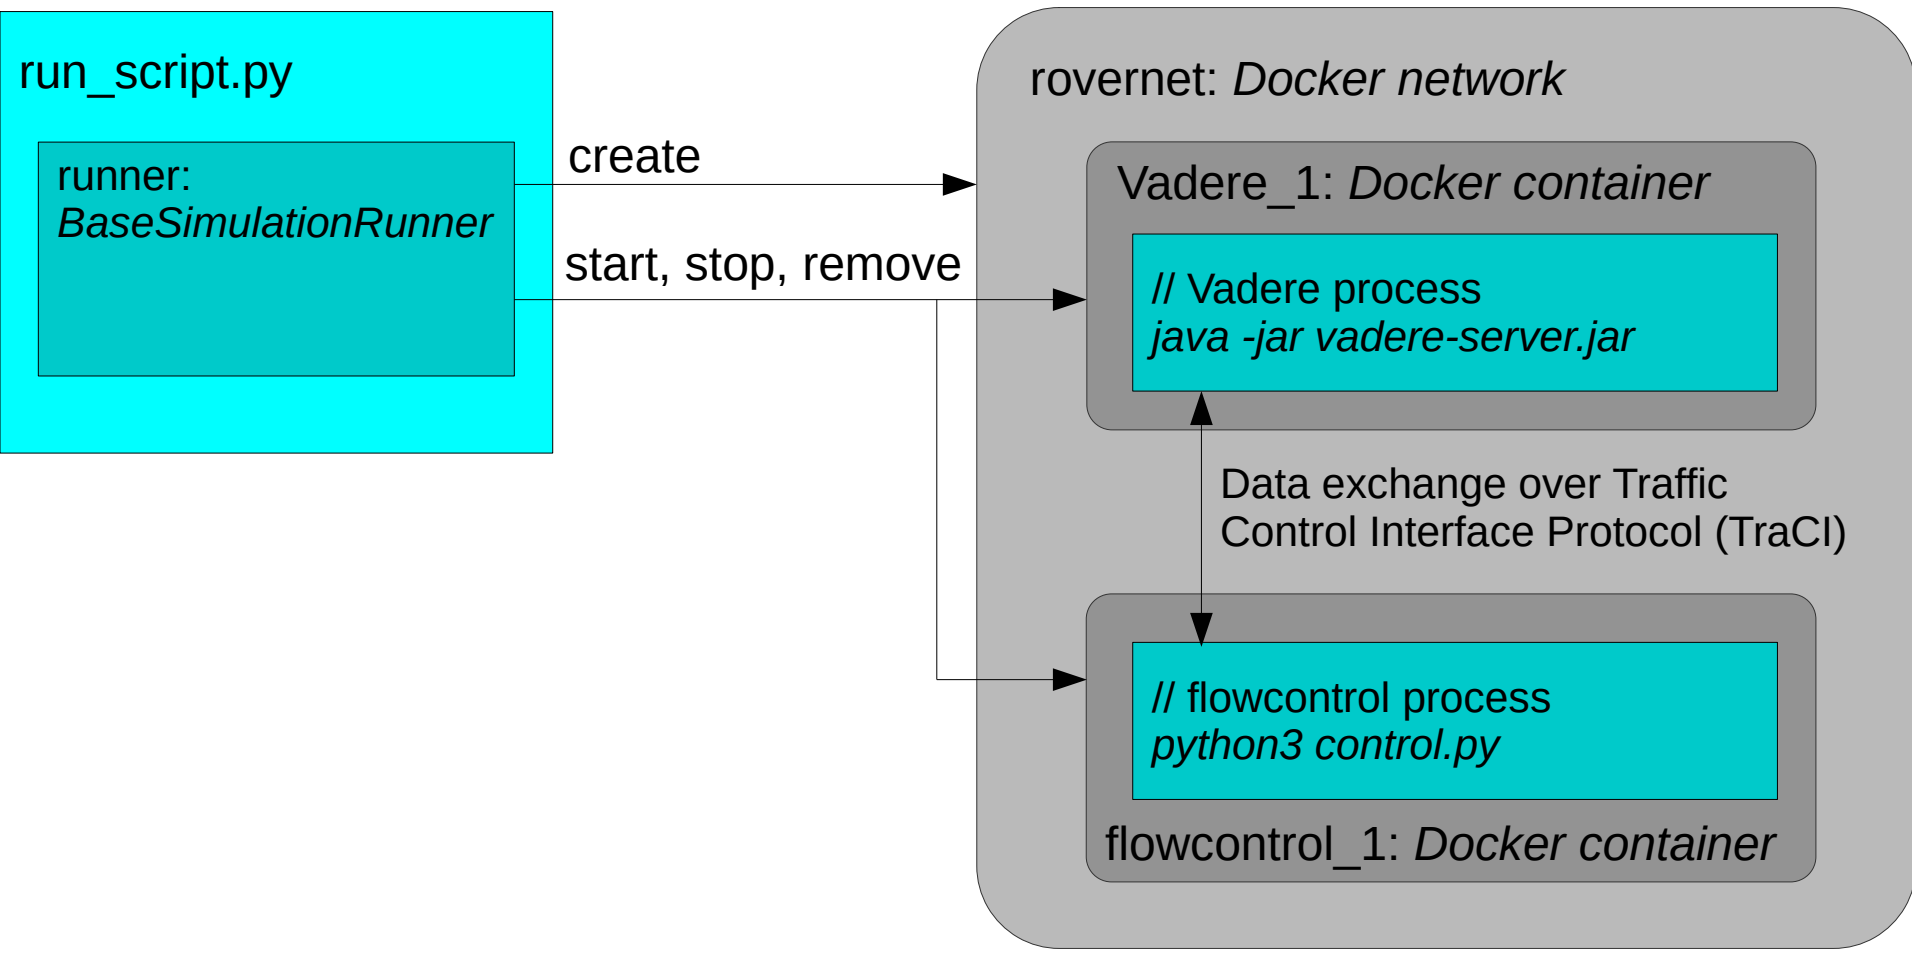 run_script.py
runner:
BaseSimulationRunner
create
start, stop, remove
rovernet: Docker network
Vadere_1: Docker container
// Vadere process
java -jar vadere-server.jar
Data exchange over Traffic
Control Interface Protocol (TraCI)
// flowcontrol process
python3 control.py
flowcontrol_1: Docker container